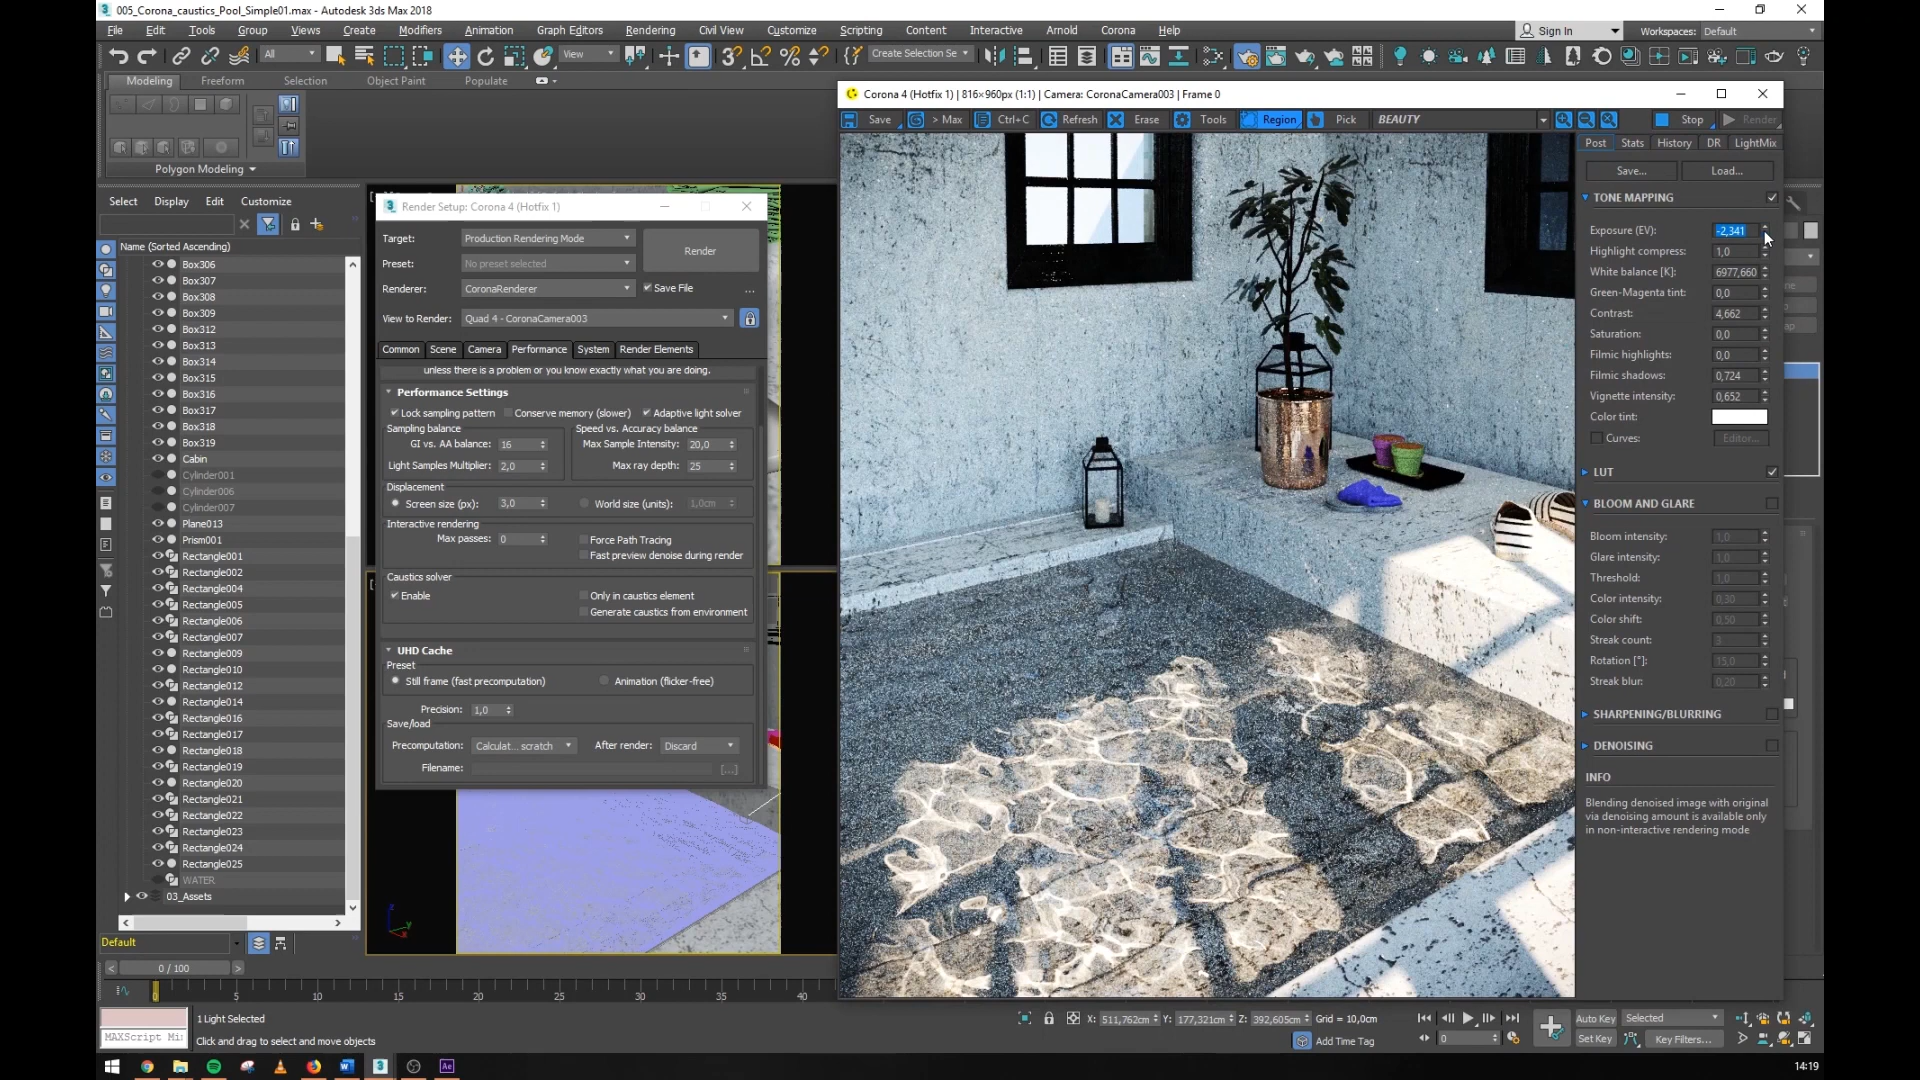 005_Corona_caustics_Pool_Simple01.max - Autodesk 3ds Max 2018
File Edit Tools Group Views Create Modifiers Animation Graph Editors Rendering Civil View Customize Scripting Content Interactive Arnold Corona Help
Sign In Workspaces: Default
All View Create Selection Se
Modeling Freeform Selection Object Paint Populate
Polygon Modeling
Select Display Edit Customize
Name (Sorted Ascending)
Box306
Box307
Box308
Box309
Box312
Box313
Box314
Box315
Box316
Box317
Box318
Box319
Cabin
Cylinder001
Cylinder006
Cylinder007
Plane013
Prism001
Rectangle001
Rectangle002
Rectangle004
Rectangle005
Rectangle006
Rectangle007
Rectangle009
Rectangle010
Rectangle012
Rectangle014
Rectangle016
Rectangle017
Rectangle018
Rectangle019
Rectangle020
Rectangle021
Rectangle022
Rectangle023
Rectangle024
Rectangle025
WATER
03_Assets
Default
0 / 100
0 5 10 15 20 25 30 35 40
Render Setup: Corona 4 (Hotfix 1)
Target: Production Rendering Mode
Render
Preset: No preset selected
Renderer: CoronaRenderer Save File ...
View to Render: Quad 4 - CoronaCamera003
Common Scene Camera Performance System Render Elements
unless there is a problem or you know exactly what you are doing.
Performance Settings
Lock sampling pattern Conserve memory (slower) Adaptive light solver
Sampling balance Speed vs. Accuracy balance
GI vs. AA balance: 16 Max Sample Intensity: 20,0
Light Samples Multiplier: 2,0 Max ray depth: 25
Displacement
Screen size (px): 3,0 World size (units): 1,0cm
Interactive rendering
Max passes: 0 Force Path Tracing
Fast preview denoise during render
Caustics solver
Enable Only in caustics element
Generate caustics from environment
UHD Cache
Preset
Still frame (fast precomputation) Animation (flicker-free)
Precision: 1,0
Save/load
Precomputation: Calculat... scratch After render: Discard
Filename: [...]
Corona 4 (Hotfix 1) | 816×960px (1:1) | Camera: CoronaCamera003 | Frame 0
Save > Max Ctrl+C Refresh Erase Tools Region Pick BEAUTY Stop Render
Post Stats History DR LightMix
Save... Load...
TONE MAPPING
Exposure (EV): -2,341
Highlight compress: 1,0
White balance [K]: 6977,660
Green-Magenta tint: 0,0
Contrast: 4,662
Saturation: 0,0
Filmic highlights: 0,0
Filmic shadows: 0,724
Vignette intensity: 0,652
Color tint:
Curves: Editor...
LUT
BLOOM AND GLARE
Bloom intensity: 1,0
Glare intensity: 1,0
Threshold: 1,0
Color intensity: 0,30
Color shift: 0,50
Streak count: 3
Rotation [°]: 15,0
Streak blur: 0,20
SHARPENING/BLURRING
DENOISING
INFO
Blending denoised image with original
via denoising amount is available only
in non-interactive rendering mode
1 Light Selected
Click and drag to select and move objects
MAXScript Mi
X: 511,762cm Y: 177,321cm Z: 392,605cm Grid = 10,0cm
Add Time Tag
0
Auto Key Selected
Set Key Key Filters...
14:19